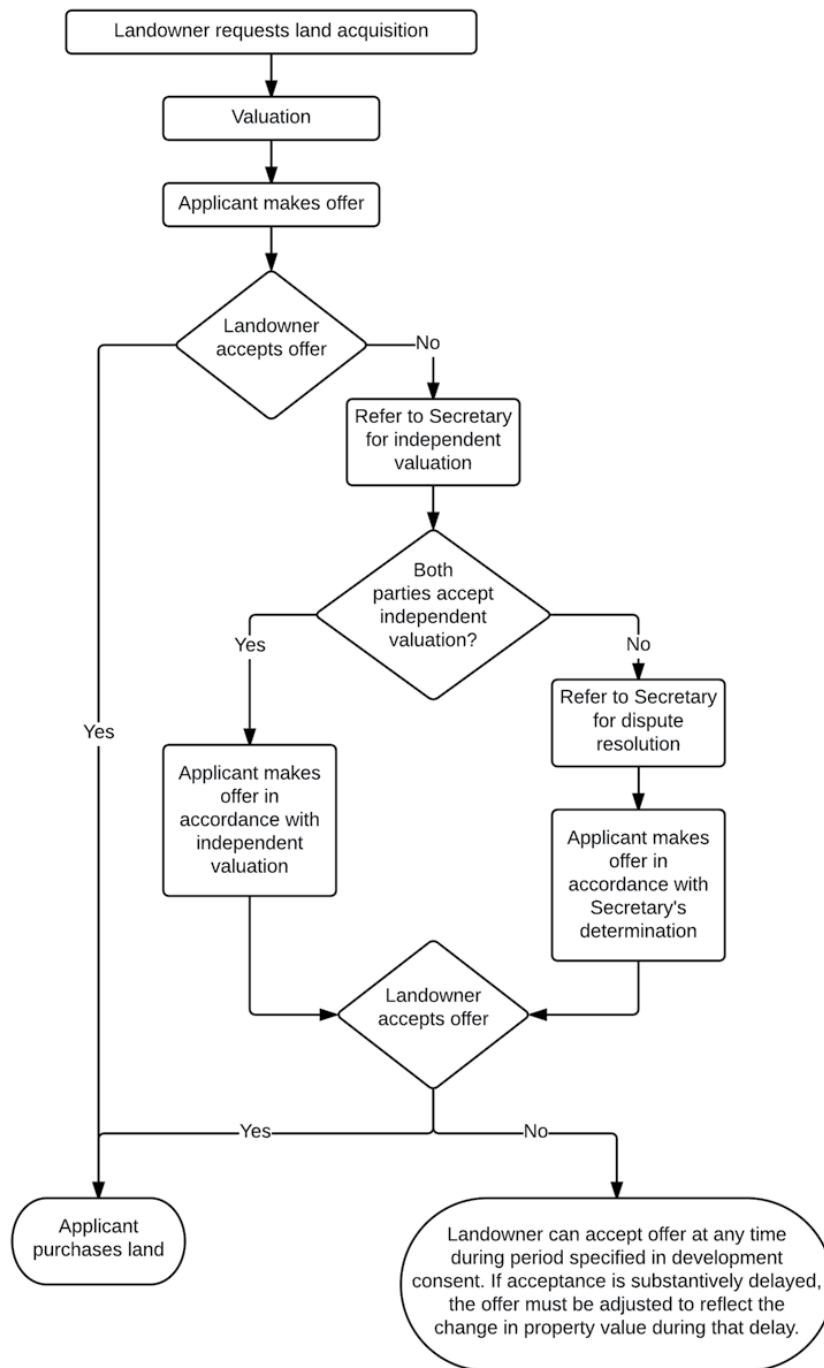 Landowner requests land acquisition
Valuation
Applicant makes offer
Landowner
accepts offer
No
Refer to Secretary
for independent
valuation
Both
parties accept
independent
valuation?
Yes
No
Refer to Secretary
for dispute
resolution
Yes
Applicant makes
offer in
accordance with
independent
valuation
Applicant makes
offer in
accordance with
Secretary's
determination
Landowner
accepts offer
Yes
No
Applicant
purchases land
Landowner can accept offer at any time
during period specified in development
consent. If acceptance is substantively delayed,
the offer must be adjusted to reflect the
change in property value during that delay.